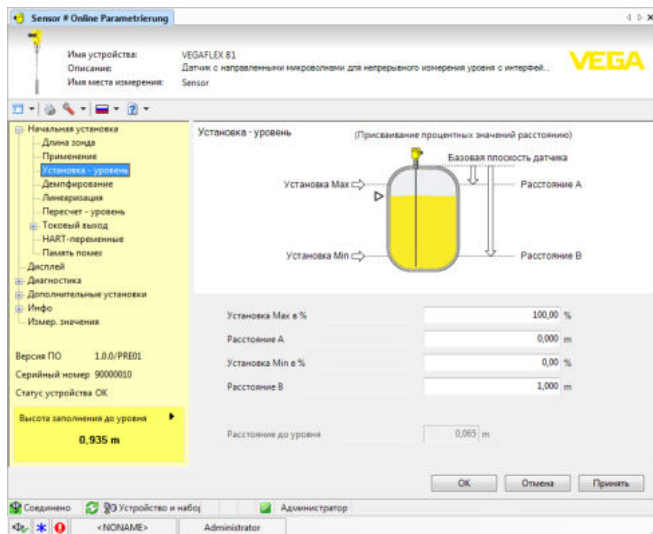 Sensor # Online Parametrierung
Имя устройства: VEGAFLEX 81
Описание: Датчик с направленными микроволнами для непрерывного измерения уровня с интерфей...
Имя места измерения: Sensor
VEGA
Начальная установка
Длина зонда
Применение
Установка - уровень
Демпфирование
Линеаризация
Пересчет - уровень
Токовый выход
HART-переменные
Память помех
Дисплей
Диагностика
Дополнительные установки
Инфо
Измер. значения
Версия ПО 1.0.0/PRE01
Серийный номер 90000010
Статус устройства OK
Высота заполнения до уровня
0,935 m
Установка - уровень
(Присваивание процентных значений расстоянию)
Базовая плоскость датчика
Установка Max
Расстояние A
Установка Min
Расстояние B
Установка Max в % 100,00 %
Расстояние A 0,000 m
Установка Min в % 0,00 %
Расстояние B 1,000 m
Расстояние до уровня 0,065 m
OK Отмена Принять
Соединено Устройство и набор Администратор
<NONAME> Administrator